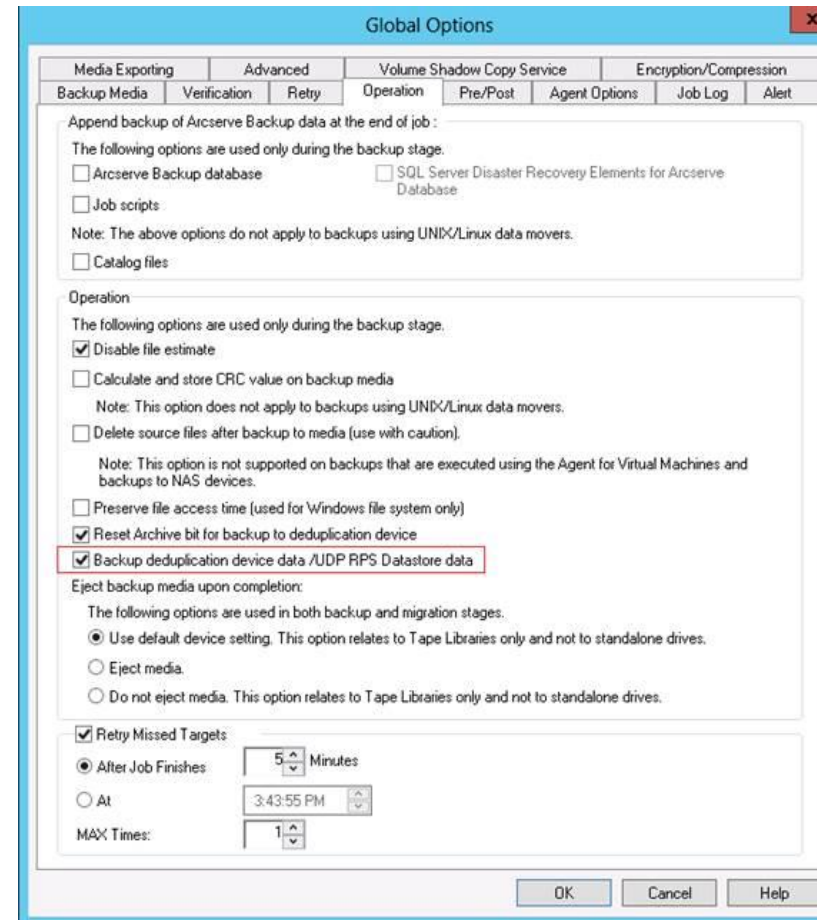 Global Options
x
Media Exporting Advanced Volume Shadow Copy Service Encryption/Compression
Backup Media Verification Retry Operation Pre/Post Agent Options Job Log Alert
Append backup of Arcserve Backup data at the end of job :
The following options are used only during the backup stage.
Arcserve Backup database
SQL Server Disaster Recovery Elements for Arcserve
Database
Job scripts
Note: The above options do not apply to backups using UNIX/Linux data movers.
Catalog files
Operation
The following options are used only during the backup stage.
Disable file estimate
Calculate and store CRC value on backup media
Note: This option does not apply to backups using UNIX/Linux data movers.
Delete source files after backup to media (use with caution).
Note: This option is not supported on backups that are executed using the Agent for Virtual Machines and
backups to NAS devices.
Preserve file access time (used for Windows file system only)
Reset Archive bit for backup to deduplication device
Backup deduplication device data /UDP RPS Datastore data
Eject backup media upon completion:
The following options are used in both backup and migration stages.
Use default device setting. This option relates to Tape Libraries only and not to standalone drives.
Eject media.
Do not eject media. This option relates to Tape Libraries only and not to standalone drives.
Retry Missed Targets
After Job Finishes 5 Minutes
At 3:43:55 PM
MAX Times: 1
OK Cancel Help